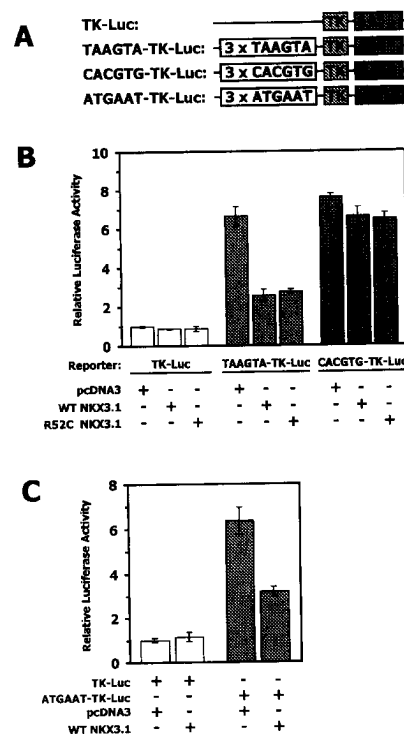 A
TK-Luc: TK
TAAGTA-TK-Luc: 3 x TAAGTA TK
CACGTG-TK-Luc: 3 x CACGTG TK
ATGAAT-TK-Luc: 3 x ATGAAT TK
B
Relative Luciferase Activity
10
8
6
4
2
0
Reporter: TK-Luc TAAGTA-TK-Luc CACGTG-TK-Luc
pcDNA3 + - - + - - + - -
WT NKX3.1 - + - - + - - + -
R52C NKX3.1 - - + - - + - - +
C
Relative Luciferase Activity
8
6
4
2
0
TK-Luc + + - -
ATGAAT-TK-Luc - - + +
pcDNA3 + - + -
WT NKX3.1 - + - +